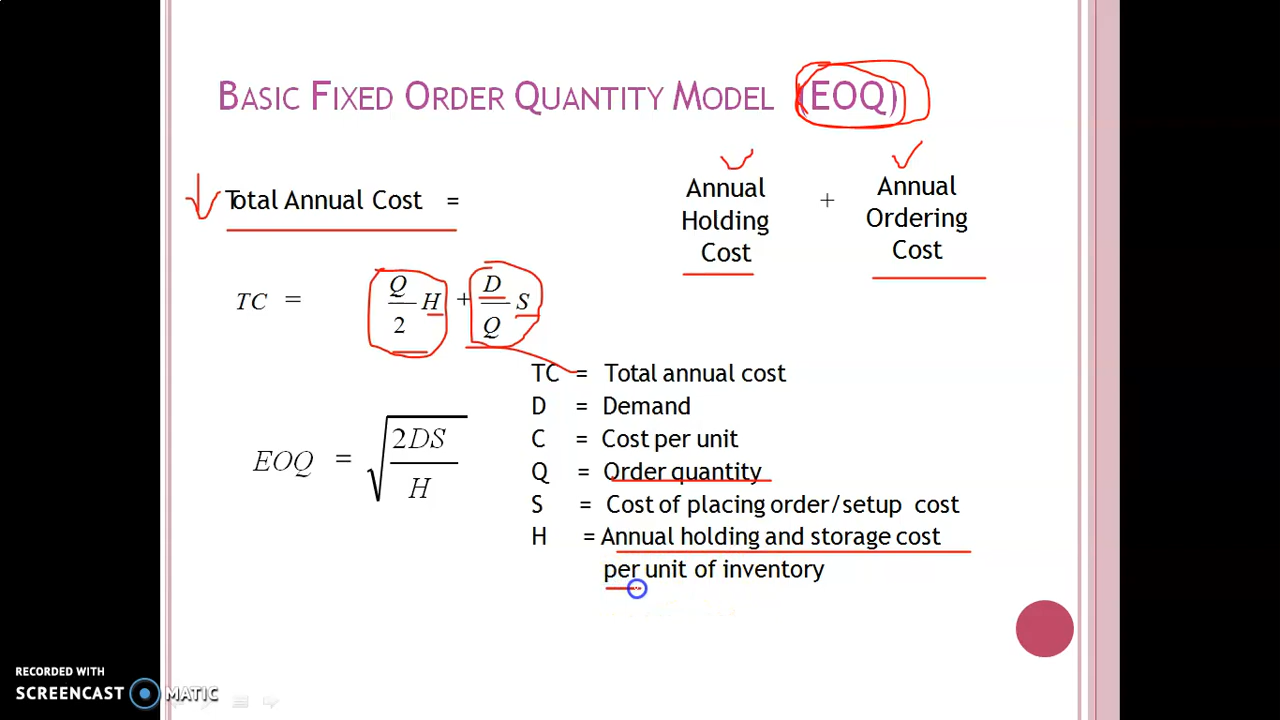 BASIC FIXED ORDER QUANTITY MODEL (EOQ)
Total Annual Cost =
Annual Holding Cost
+
Annual Ordering Cost
TC = Q/2 H + D/Q S
TC = Total annual cost
D = Demand
C = Cost per unit
EOQ = √2DS/H
Q = Order quantity
S = Cost of placing order/setup cost
H = Annual holding and storage cost
per unit of inventory
RECORDED WITH
SCREENCAST MATIC